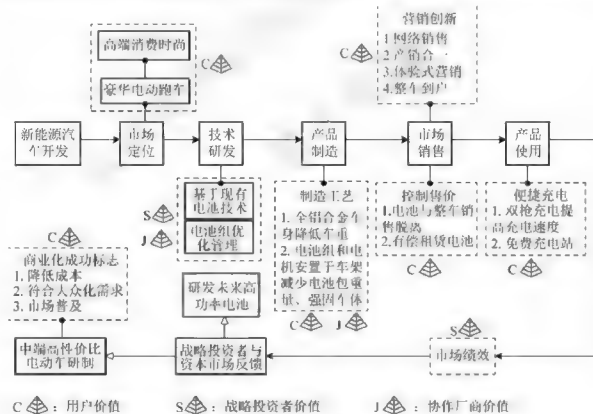 营销创新
1 网络销售
2 产销合一
3.体验式营销
4.整车到户
C
高端消费时尚
C
豪华电动跑车
新能源汽车开发
市场定位
技术研发
产品制造
市场销售
产品使用
S
基于现有
电池技术
J
电池组优
化管理
制造工艺
1. 全铝合金车
身降低车重
2. 电池组和电
机安置于车架
减少电池包重
量、强固车体
C J
控制售价
1.电池与整车销
售脱离
2.有偿租赁电池
C
便捷充电
1. 双枪充电提
高充电速度
2. 免费充电站
C
C
商业化成功标志
1. 降低成本
2. 符合大众化需求
3. 市场普及
研发未来高
功率电池
中端高性价比
电动车研制
战略投资者与
资本市场反馈
S
市场绩效
C : 用户价值
S : 战略投资者价值
J : 协作厂商价值